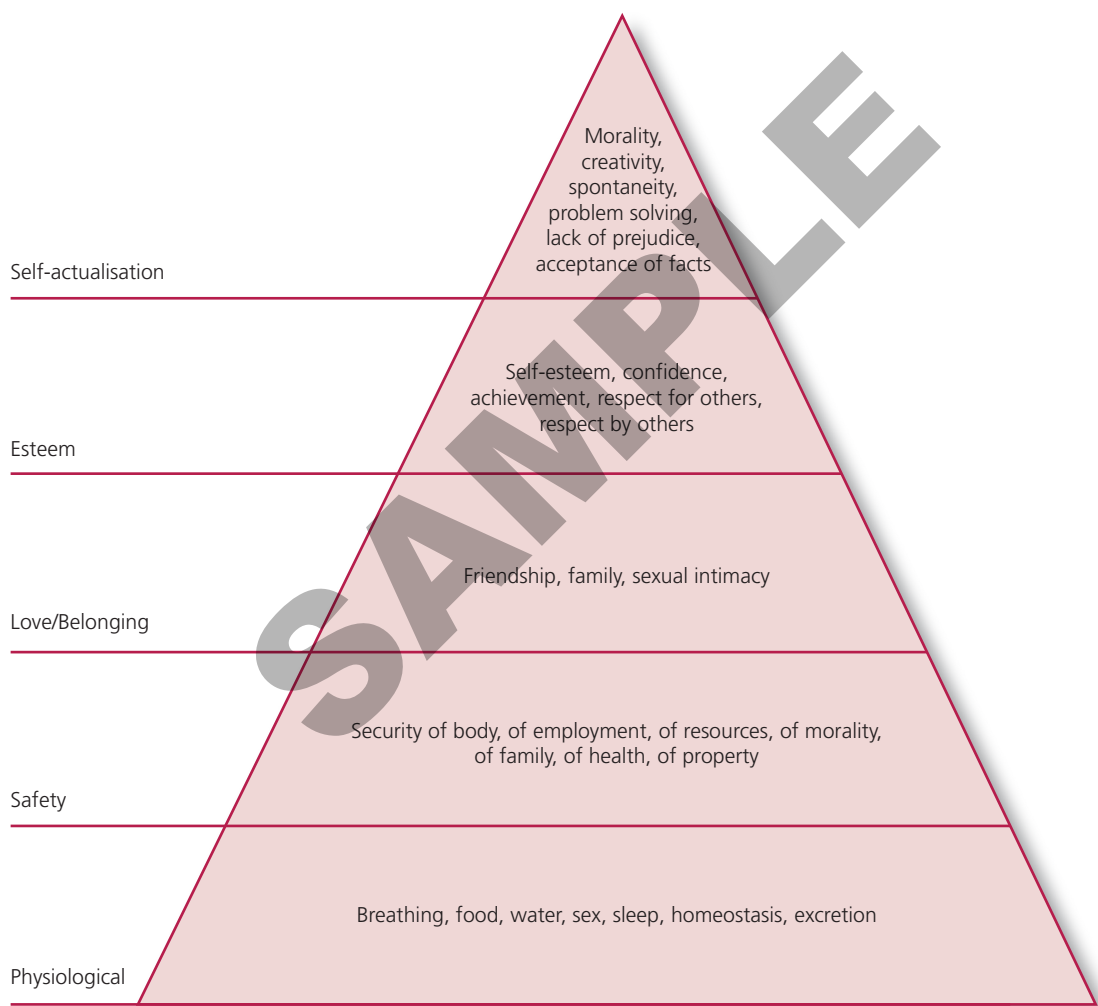 Morality,
creativity,
spontaneity,
problem solving,
lack of prejudice,
acceptance of facts
Self-actualisation
Self-esteem, confidence,
achievement, respect for others,
respect by others
Esteem
Friendship, family, sexual intimacy
Love/Belonging
Security of body, of employment, of resources, of morality,
of family, of health, of property
Safety
Breathing, food, water, sex, sleep, homeostasis, excretion
Physiological
SAMPLE